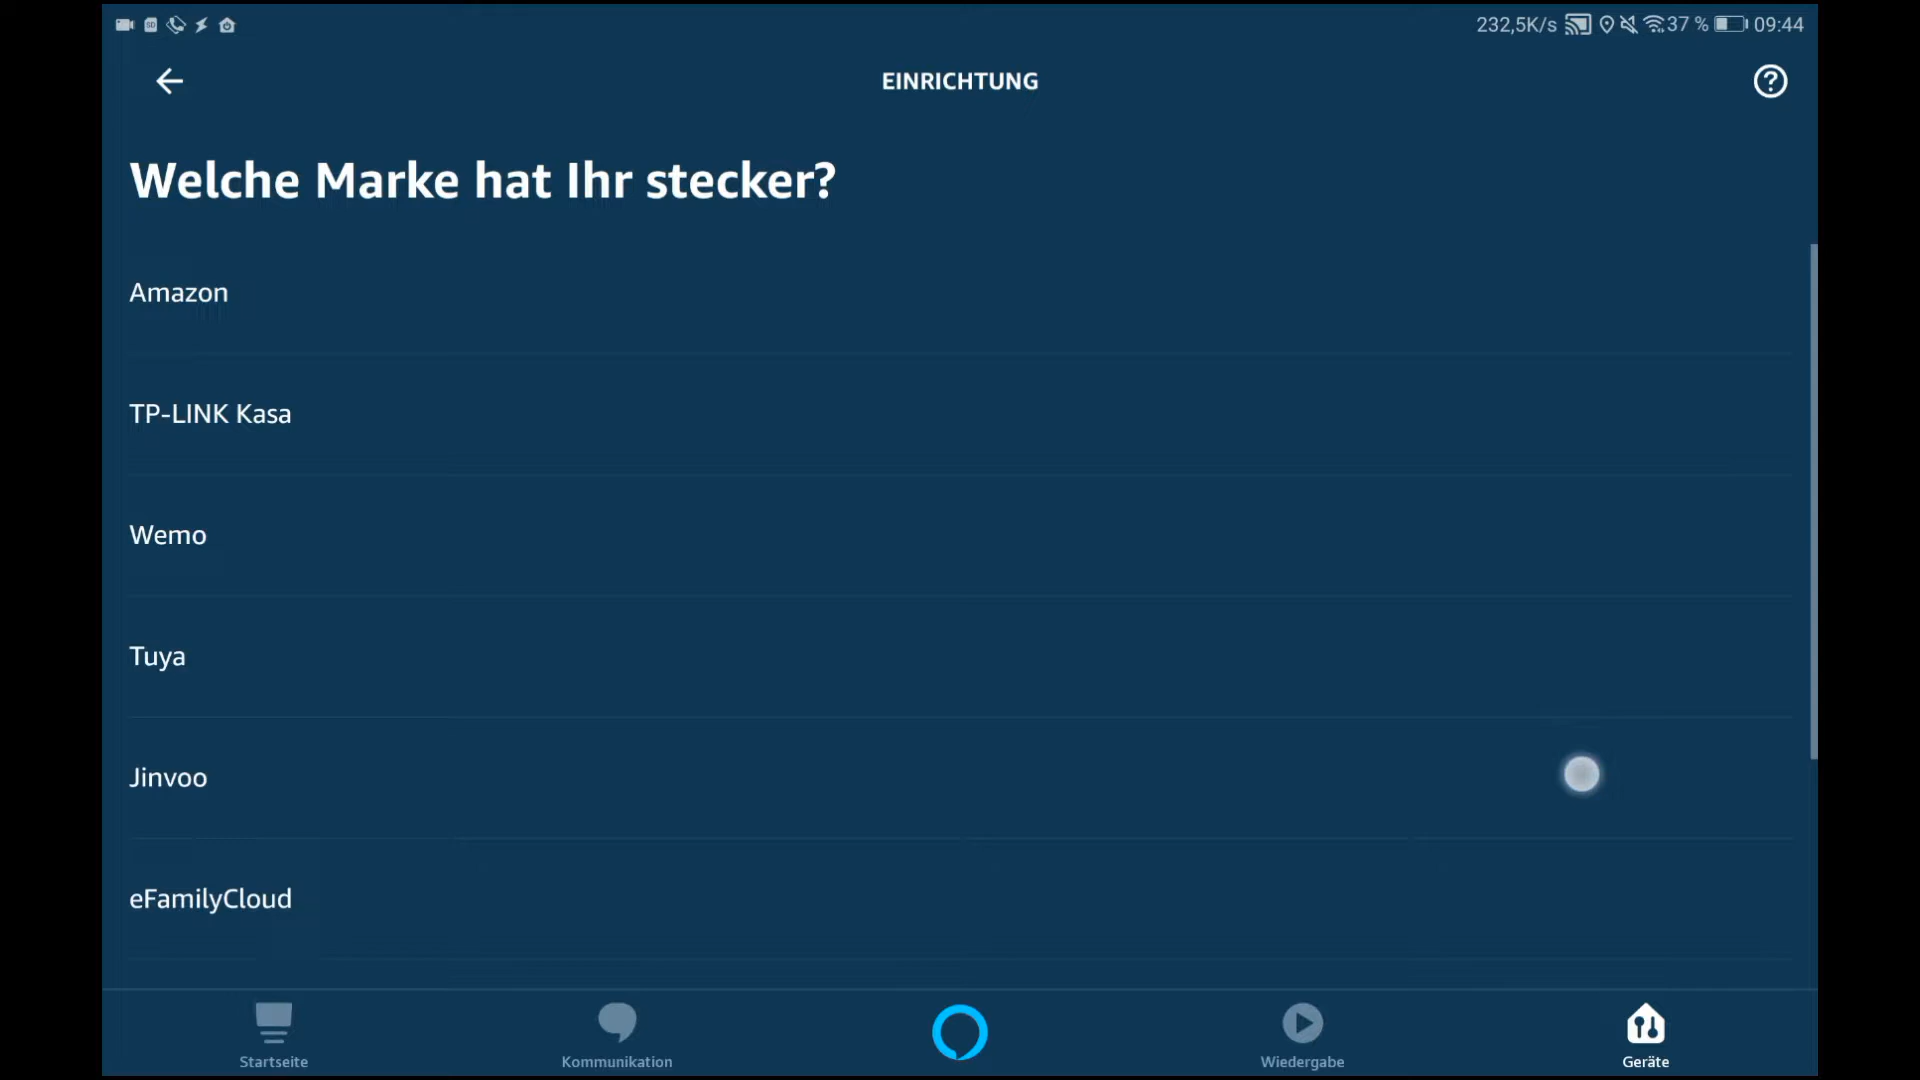 232,5K/s 37 % 09:44
EINRICHTUNG
Welche Marke hat Ihr stecker?
Amazon
TP-LINK Kasa
Wemo
Tuya
Jinvoo
eFamilyCloud
Startseite
Kommunikation
Wiedergabe
Geräte